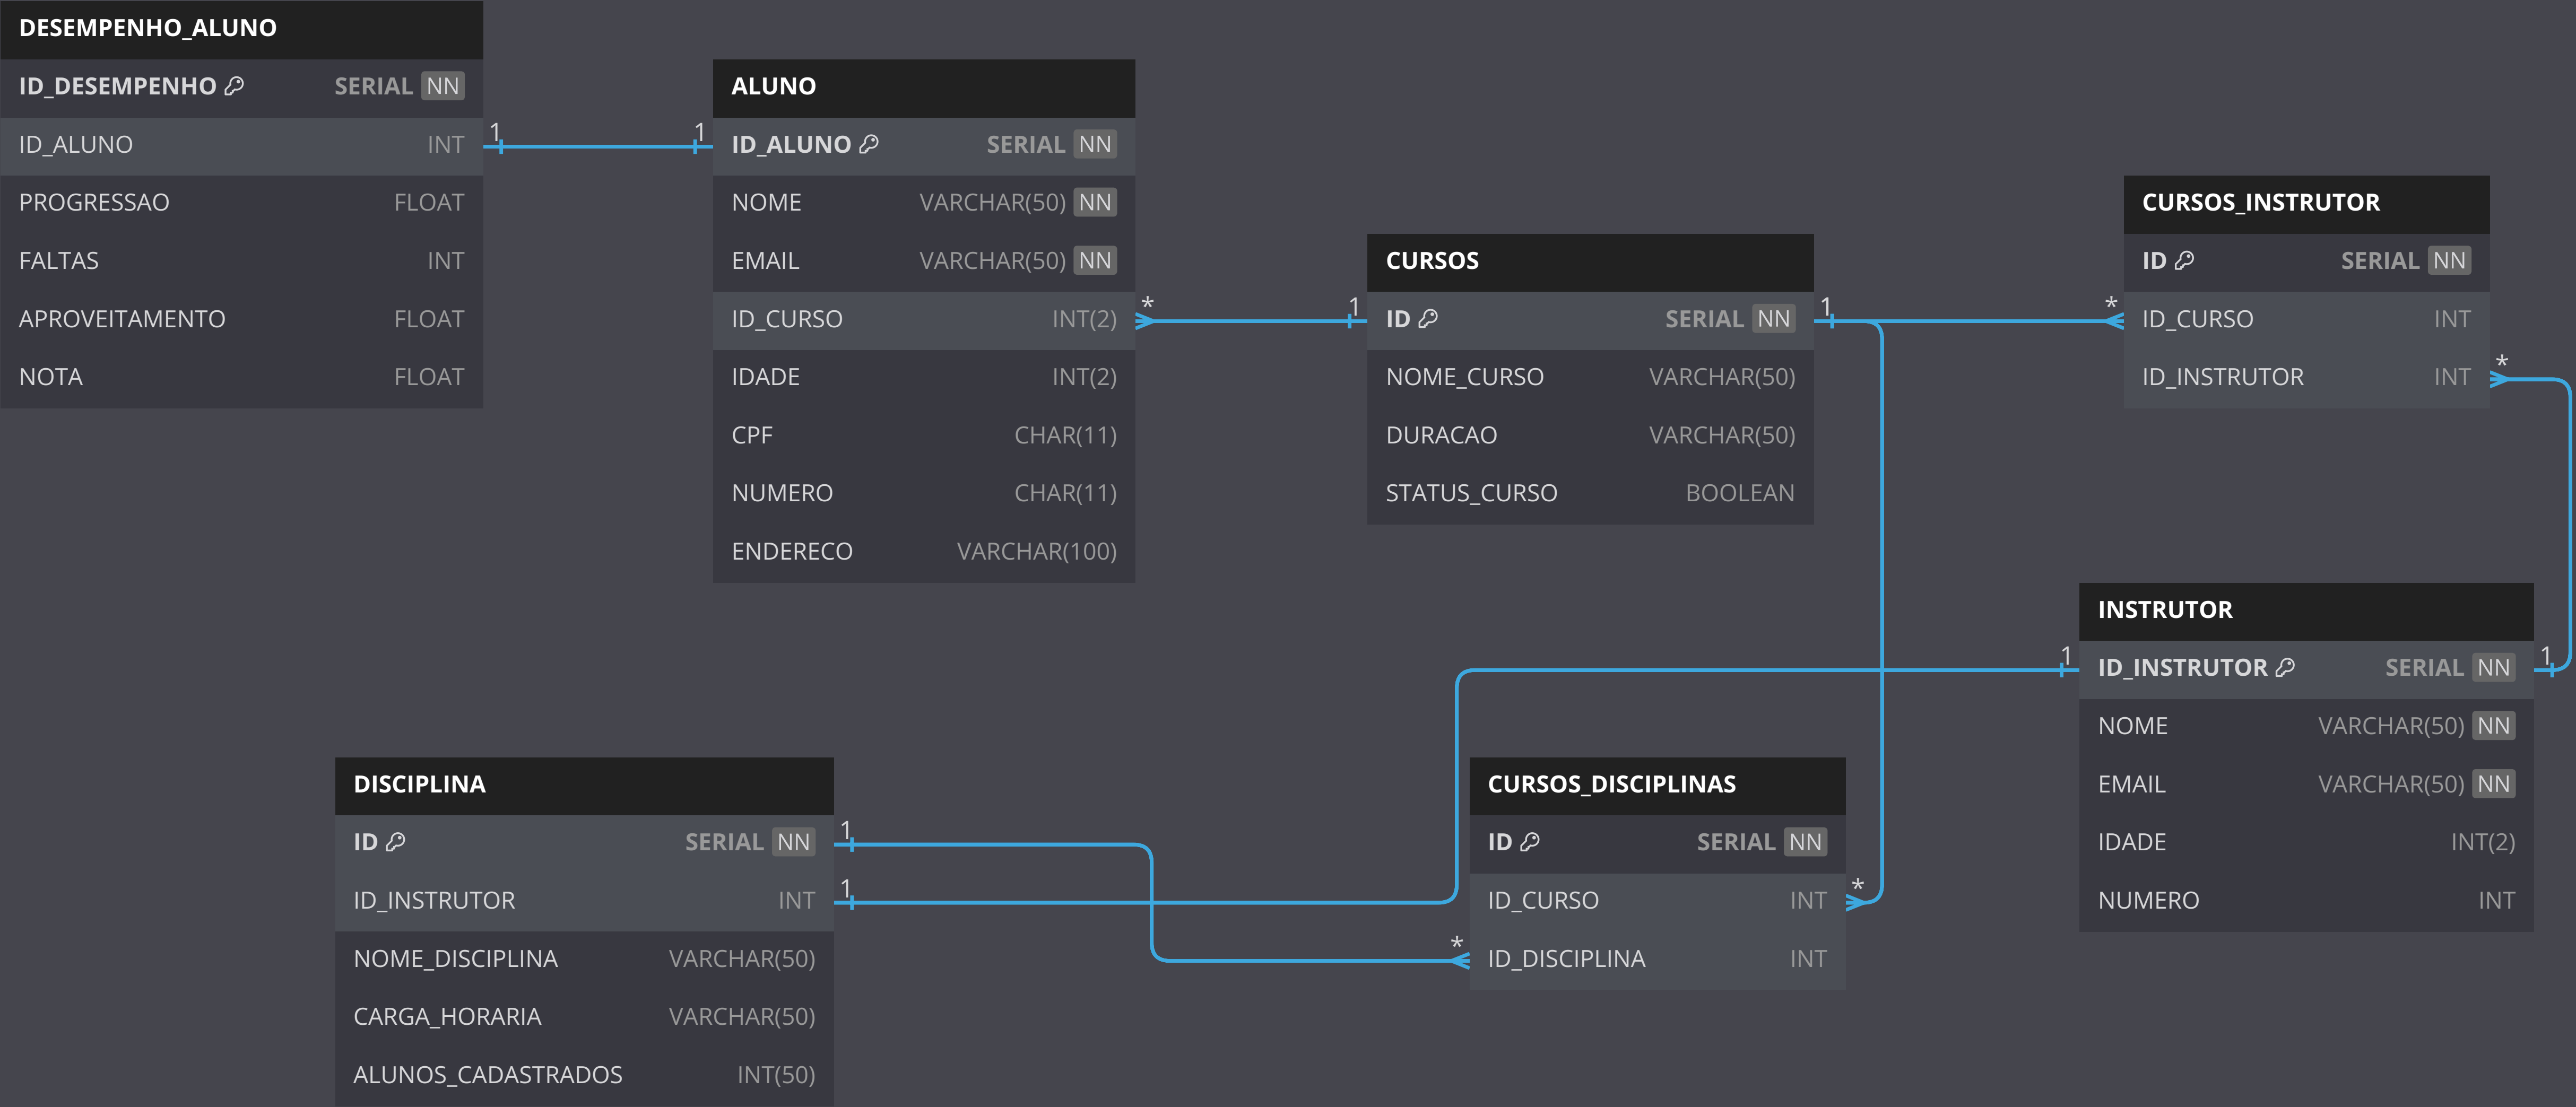 DESEMPENHO_ALUNO
ID_DESEMPENHO SERIAL NN
ID_ALUNO INT
PROGRESSAO FLOAT
FALTAS INT
APROVEITAMENTO FLOAT
NOTA FLOAT
1
1
ALUNO
ID_ALUNO SERIAL NN
NOME VARCHAR(50) NN
EMAIL VARCHAR(50) NN
ID_CURSO INT(2)
IDADE INT(2)
CPF CHAR(11)
NUMERO CHAR(11)
ENDERECO VARCHAR(100)
*
1
CURSOS
ID SERIAL NN
NOME_CURSO VARCHAR(50)
DURACAO VARCHAR(50)
STATUS_CURSO BOOLEAN
1
*
CURSOS_INSTRUTOR
ID SERIAL NN
ID_CURSO INT
ID_INSTRUTOR INT
*
1
INSTRUTOR
ID_INSTRUTOR SERIAL NN
NOME VARCHAR(50) NN
EMAIL VARCHAR(50) NN
IDADE INT(2)
NUMERO INT
1
DISCIPLINA
ID SERIAL NN
ID_INSTRUTOR INT
NOME_DISCIPLINA VARCHAR(50)
CARGA_HORARIA VARCHAR(50)
ALUNOS_CADASTRADOS INT(50)
1
1
*
CURSOS_DISCIPLINAS
ID SERIAL NN
ID_CURSO INT
ID_DISCIPLINA INT
*